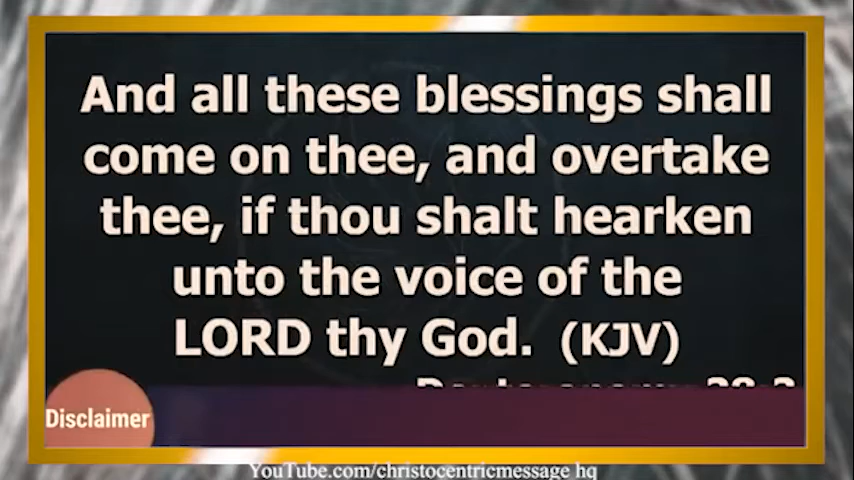 And all these blessings shall
come on thee, and overtake
thee, if thou shalt hearken
unto the voice of the
LORD thy God. (KJV)
Disclaimer
YouTube.com/christocentricmessage hq